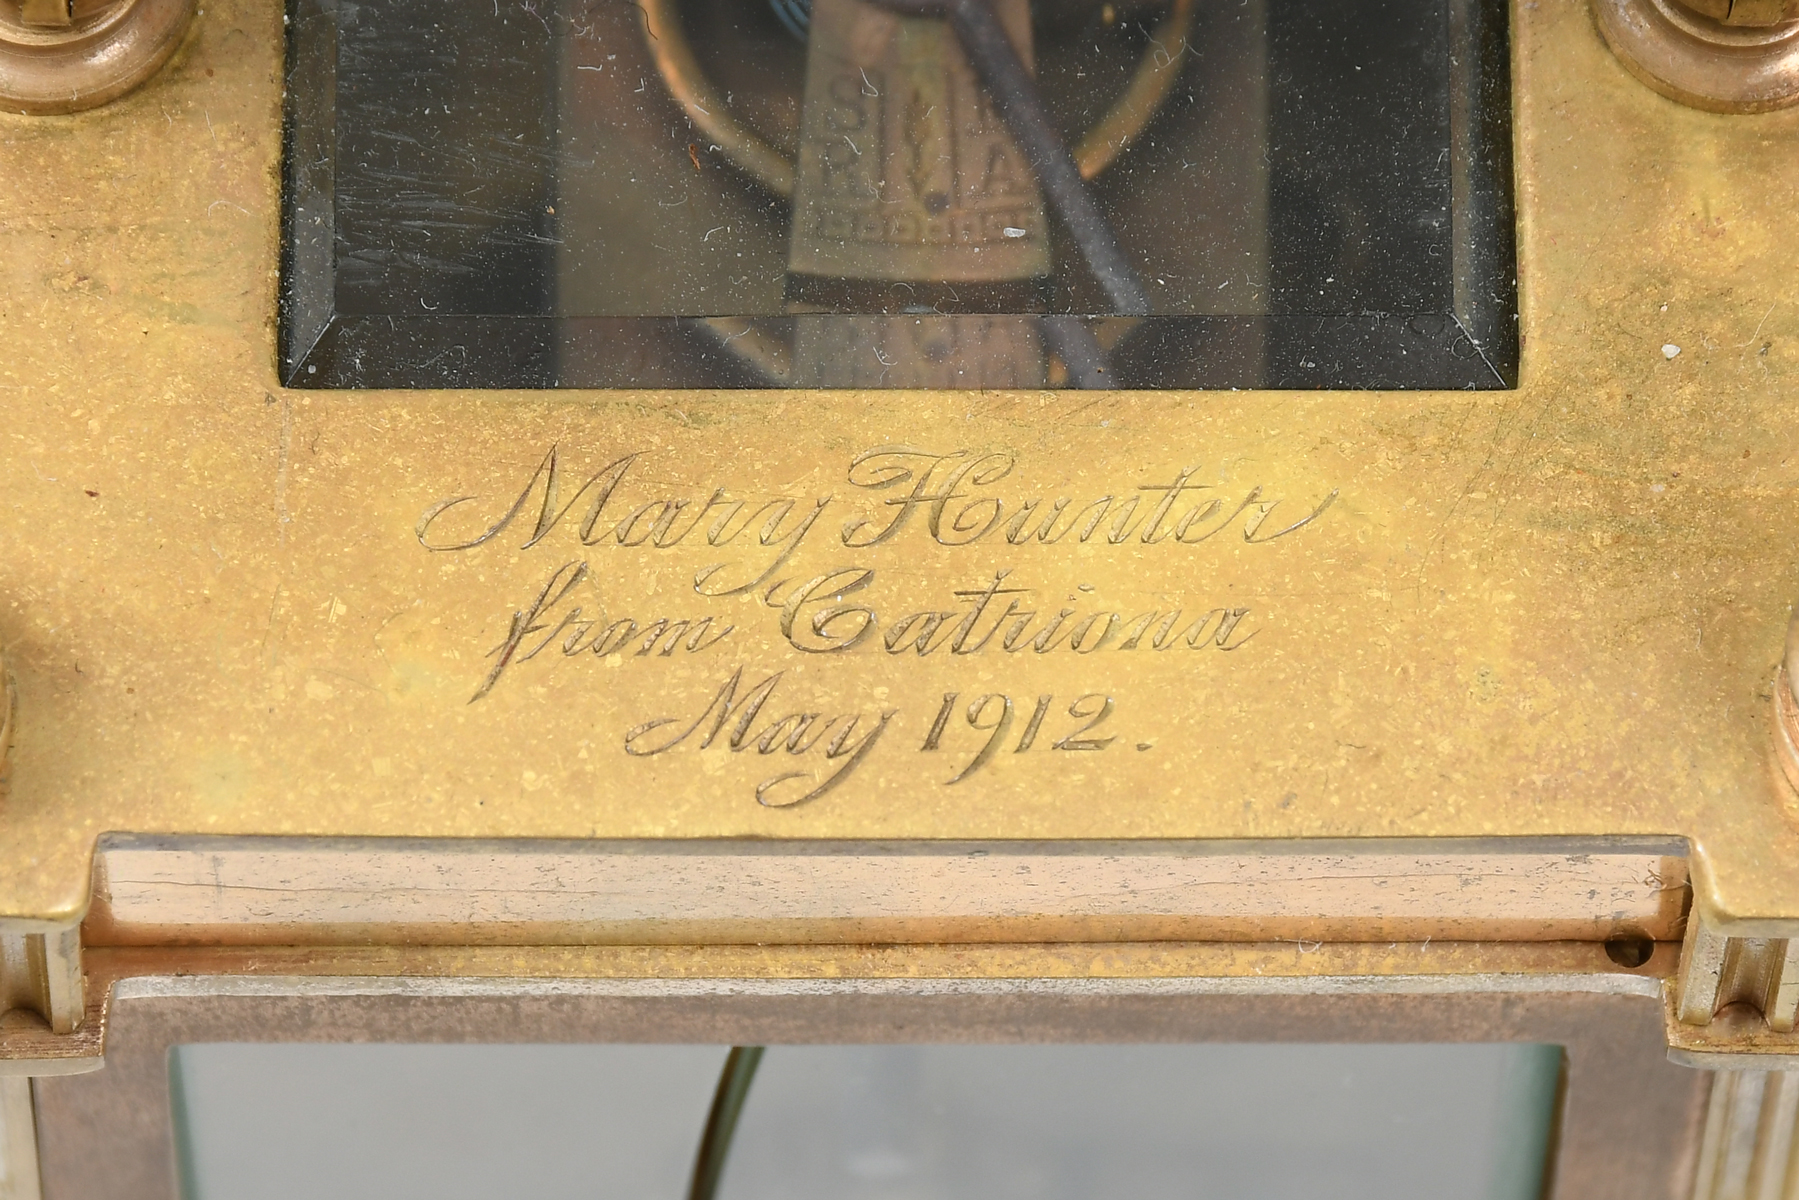 S
R A
Mary Hunter
from Catriona
May 1912.